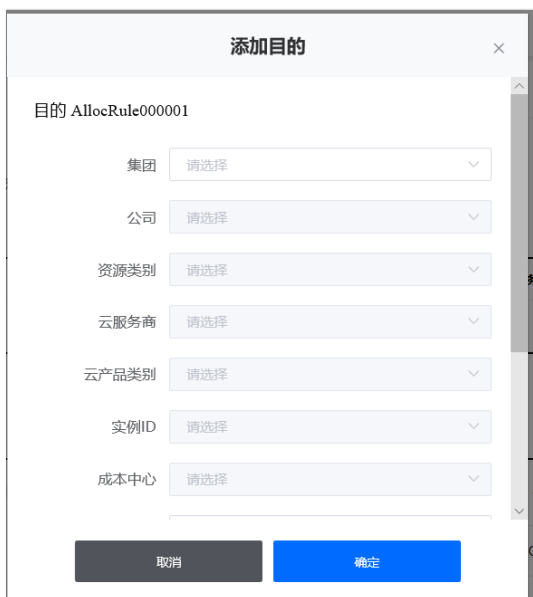 添加目的
目的 AllocRule000001
集团 请选择
公司 请选择
资源类别 请选择
云服务商 请选择
云产品类别 请选择
实例ID 请选择
成本中心 请选择
取消 确定